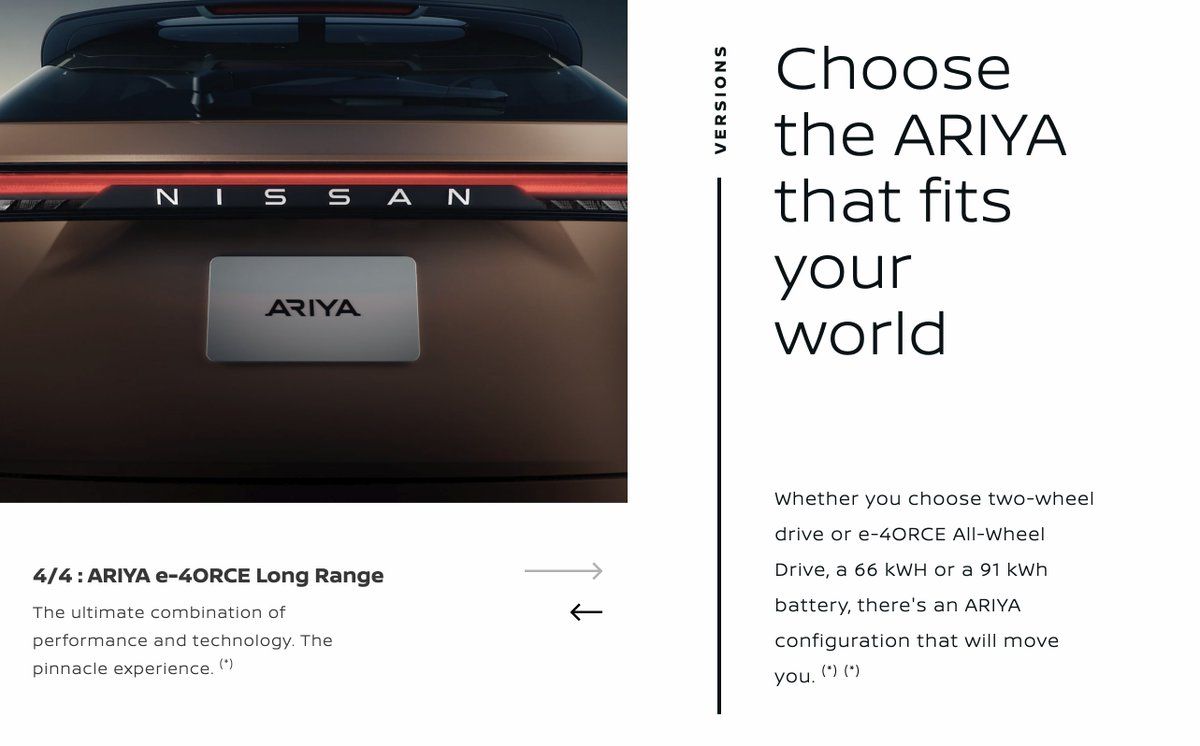 NISSAN
ARIYA
4/4 : ARIYA e-4ORCE Long Range
The ultimate combination of
performance and technology. The
pinnacle experience. (*)
VERSIONS
Choose
the ARIYA
that fits
your
world
Whether you choose two-wheel
drive or e-4ORCE All-Wheel
Drive, a 66 kWH or a 91 kWh
battery, there's an ARIYA
configuration that will move
you. (*) (*)